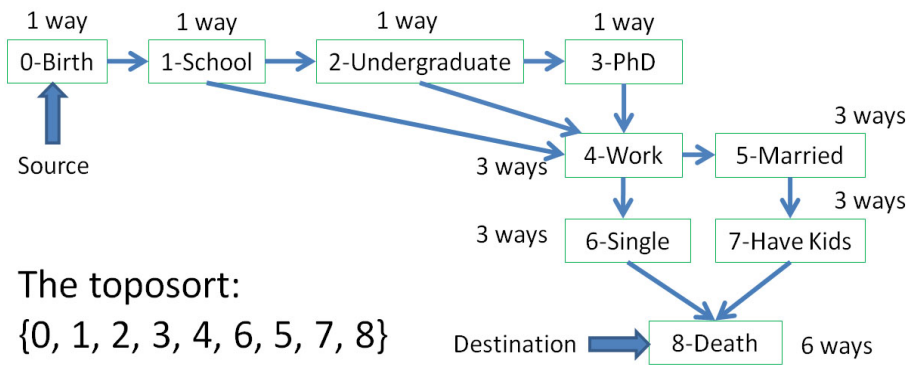 1 way
1 way
1 way
1 way
0-Birth
1-School
2-Undergraduate
3-PhD
Source
3 ways
4-Work
5-Married
3 ways
3 ways
6-Single
7-Have Kids
3 ways
The toposort:
{0, 1, 2, 3, 4, 6, 5, 7, 8}
Destination
8-Death
6 ways